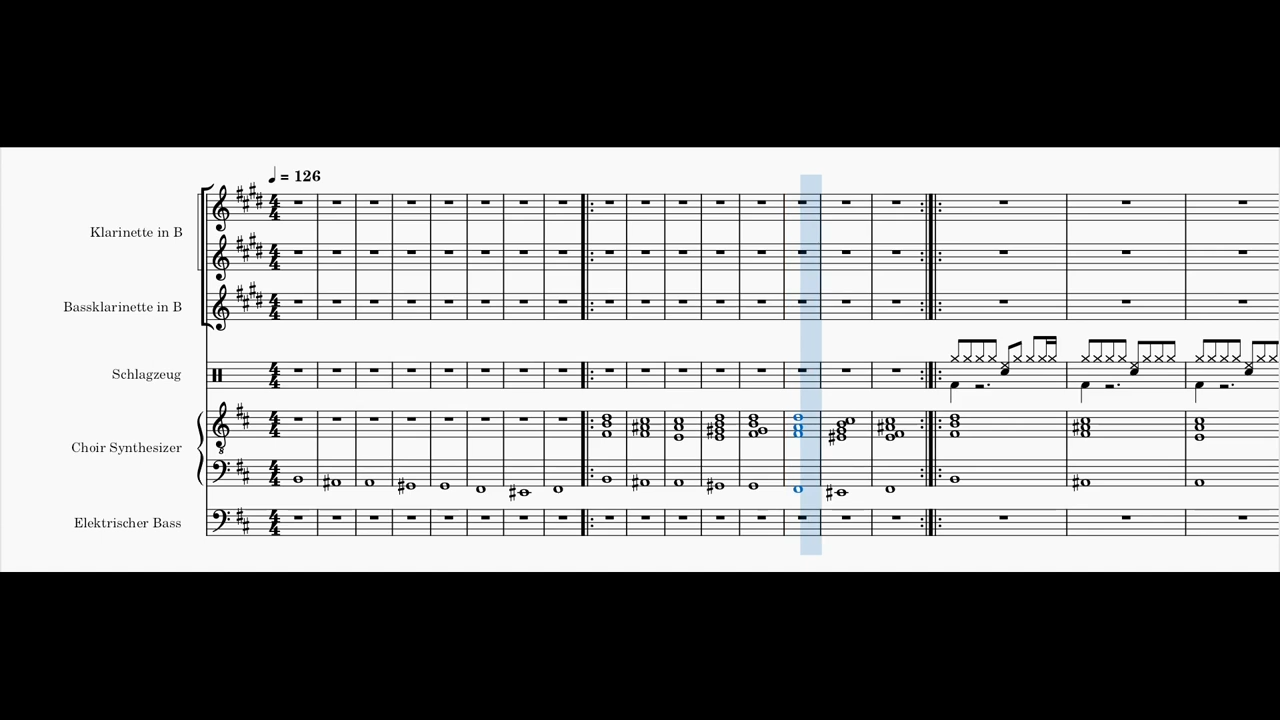 ♩ = 126
Klarinette in B
Bassklarinette in B
Schlagzeug
Choir Synthesizer
Elektrischer Bass